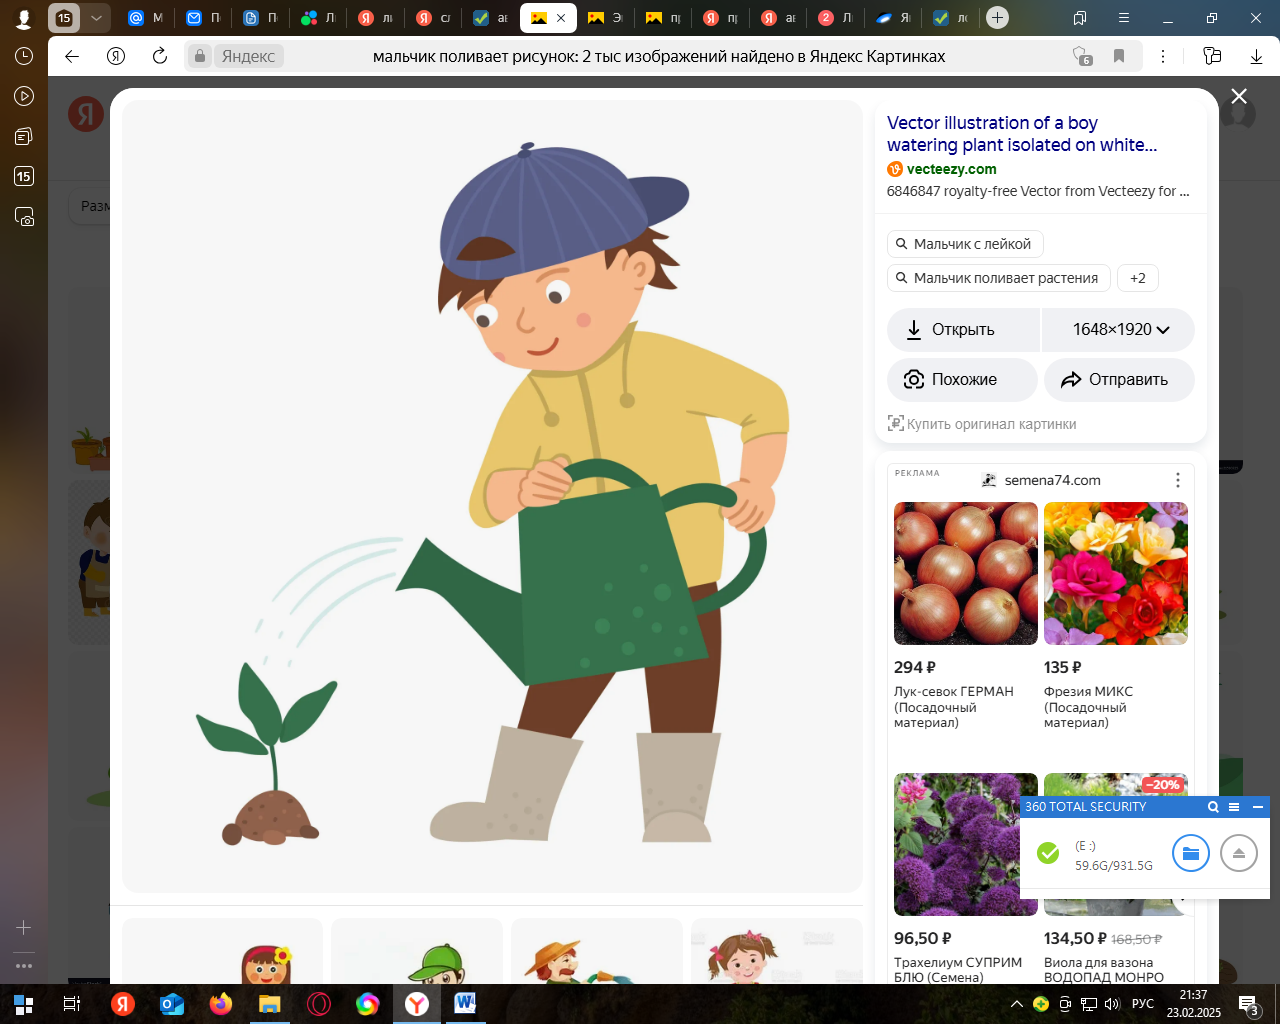 15
Яндекс
мальчик поливает рисунок: 2 тыс изображений найдено в Яндекс Картинках
6
15
Vector illustration of a boy
watering plant isolated on white...
vecteezy.com
6846847 royalty-free Vector from Vecteezy for ...
Мальчик с лейкой
Мальчик поливает растения
+2
Открыть
1648×1920
Похожие
Отправить
Купить оригинал картинки
РЕКЛАМА
semena74.com
294 ₽
135 ₽
Лук-севок ГЕРМАН
(Посадочный
материал)
Фрезия МИКС
(Посадочный
материал)
−20%
360 TOTAL SECURITY
(E :)
59.6G/931.5G
96,50 ₽
134,50 ₽ 168,50 ₽
Трахелиум СУПРИМ
БЛЮ (Семена)
Виола для вазона
ВОДОПАД МОНРО
РУС
21:37
23.02.2025
3